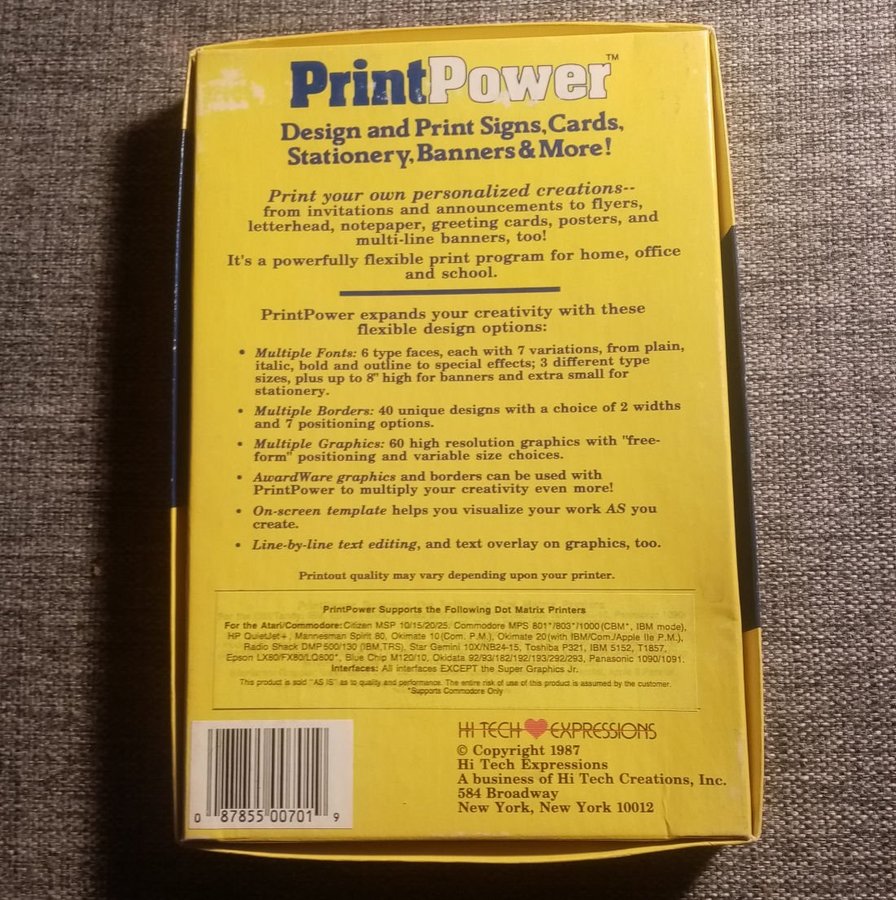 PrintPower™
Design and Print Signs, Cards,
Stationery, Banners & More!
Print your own personalized creations--
from invitations and announcements to flyers,
letterhead, notepaper, greeting cards, posters, and
multi-line banners, too!
It's a powerfully flexible print program for home, office
and school.
PrintPower expands your creativity with these
flexible design options:
• Multiple Fonts: 6 type faces, each with 7 variations, from plain,
italic, bold and outline to special effects; 3 different type
sizes, plus up to 8" high for banners and extra small for
stationery.
• Multiple Borders: 40 unique designs with a choice of 2 widths
and 7 positioning options.
• Multiple Graphics: 60 high resolution graphics with "free-
form" positioning and variable size choices.
• AwardWare graphics and borders can be used with
PrintPower to multiply your creativity even more!
• On-screen template helps you visualize your work AS you
create.
• Line-by-line text editing, and text overlay on graphics, too.
Printout quality may vary depending upon your printer.
PrintPower Supports the Following Dot Matrix Printers
For the Atari/Commodore: Citizen MSP 10/15/20/25. Commodore MPS 801*/803*/1000 (CBM*, IBM mode),
HP QuietJet+, Mannesman Spirit 80, Okimate 10 (Com. P.M.), Okimate 20 (with IBM/Com./Apple IIe P.M.),
Radio Shack DMP 500/130 (IBM,TRS), Star Gemini 10X/NB24-15, Toshiba P321, IBM 5152, T1857,
Epson LX80/FX80/LQ800*, Blue Chip M120/10, Okidata 92/93/182/192/193/292/293, Panasonic 1090/1091.
Interfaces: All interfaces EXCEPT the Super Graphics Jr.
This product is sold "AS IS" as to quality and performance. The entire risk of use of this product is assumed by the customer.
*Supports Commodore Only
HI TECH EXPRESSIONS
© Copyright 1987
Hi Tech Expressions
A business of Hi Tech Creations, Inc.
584 Broadway
New York, New York 10012
0 87855 00701 9